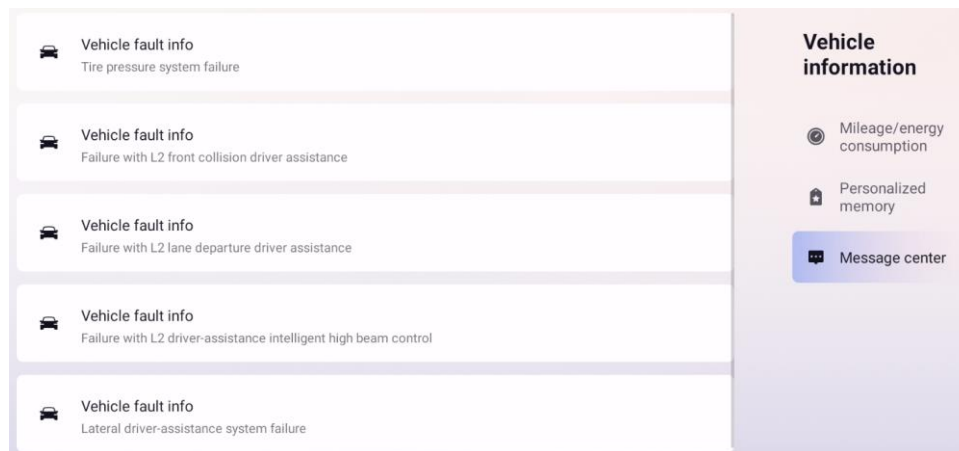 Vehicle fault info
Tire pressure system failure
Vehicle fault info
Failure with L2 front collision driver assistance
Vehicle fault info
Failure with L2 lane departure driver assistance
Vehicle fault info
Failure with L2 driver-assistance intelligent high beam control
Vehicle fault info
Lateral driver-assistance system failure
Vehicle
information
Mileage/energy
consumption
Personalized
memory
Message center